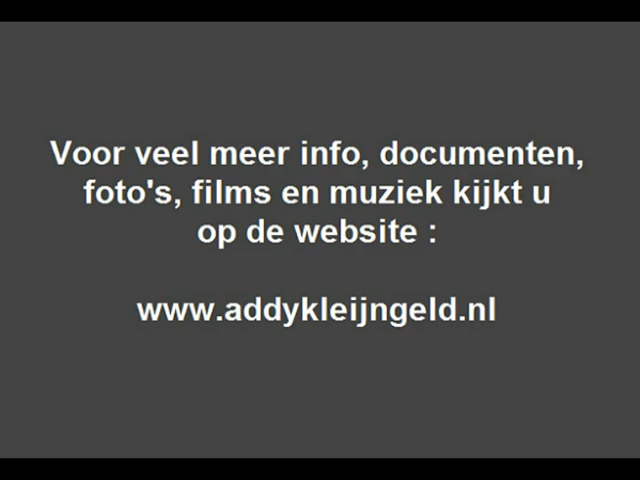 Voor veel meer info, documenten,
foto's, films en muziek kijkt u
op de website :
www.addykleijngeld.nl